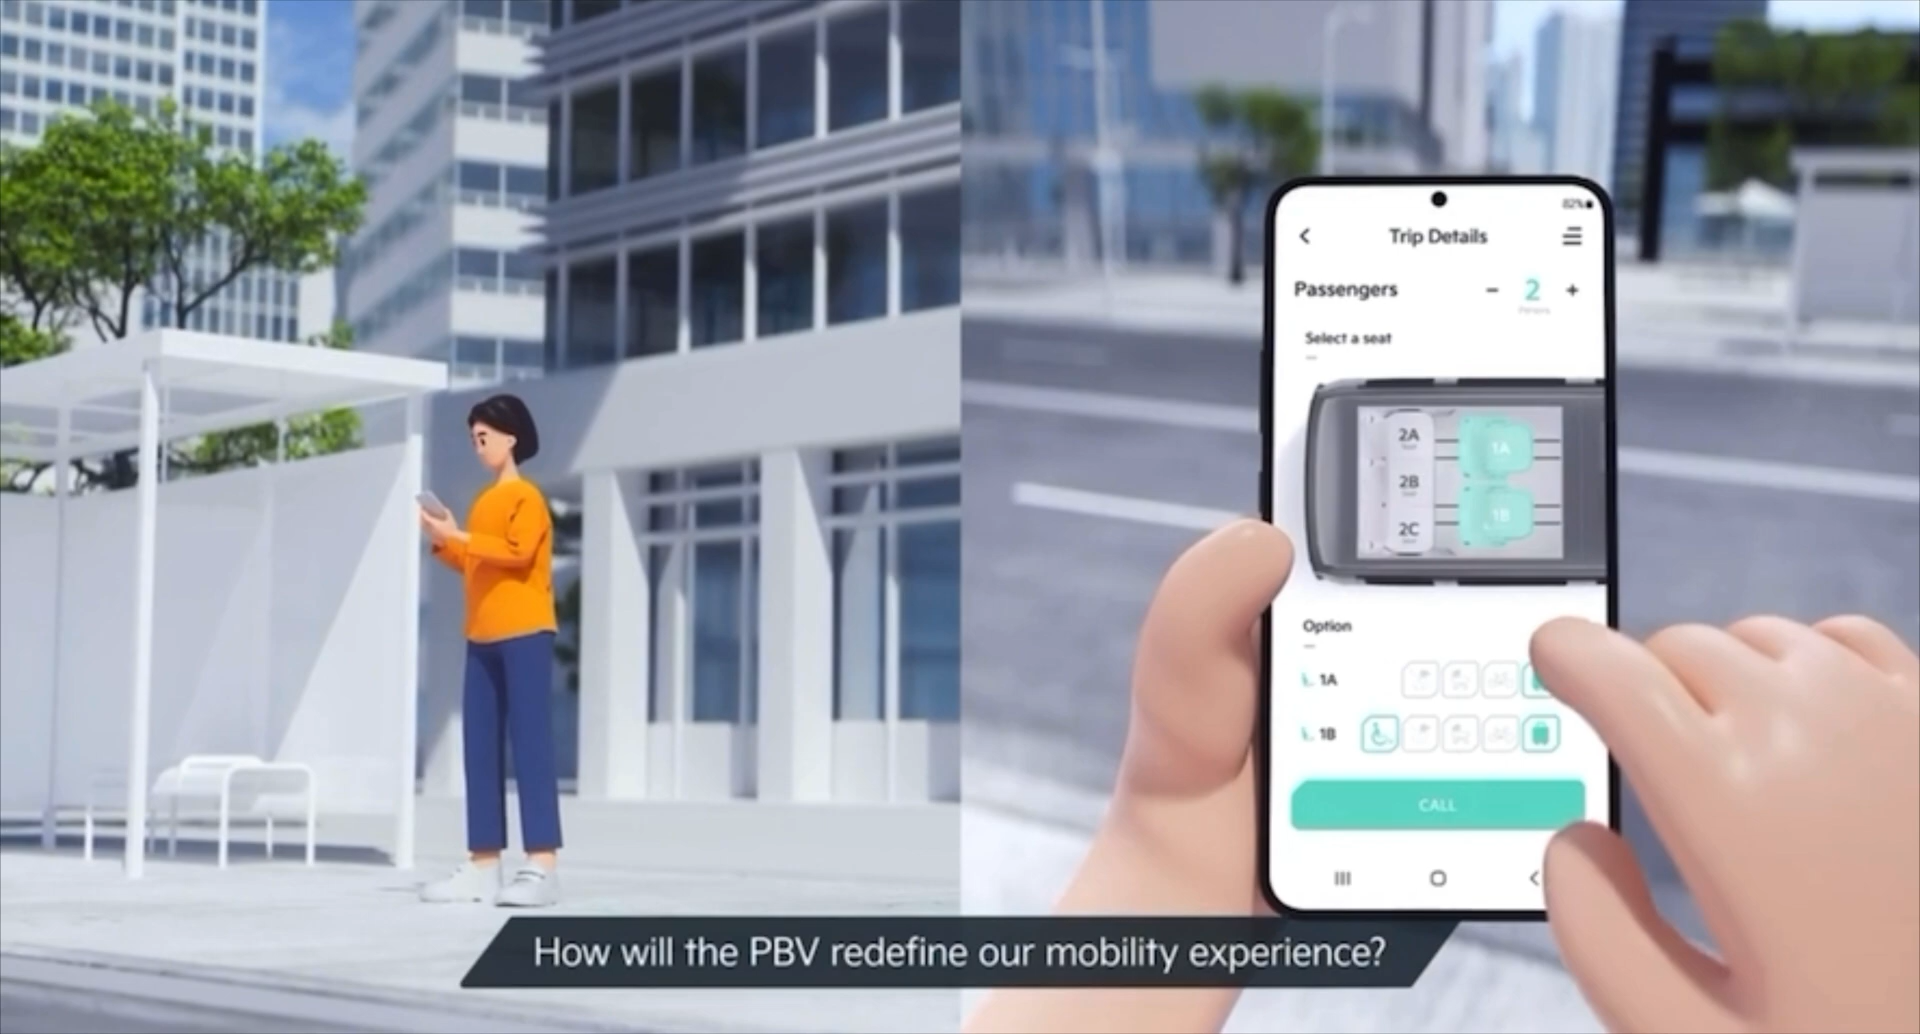 82%
Trip Details
Passengers
2
Select a seat
2A
1A
2B
1B
2C
Option
1A
1B
CALL
How will the PBV redefine our mobility experience?